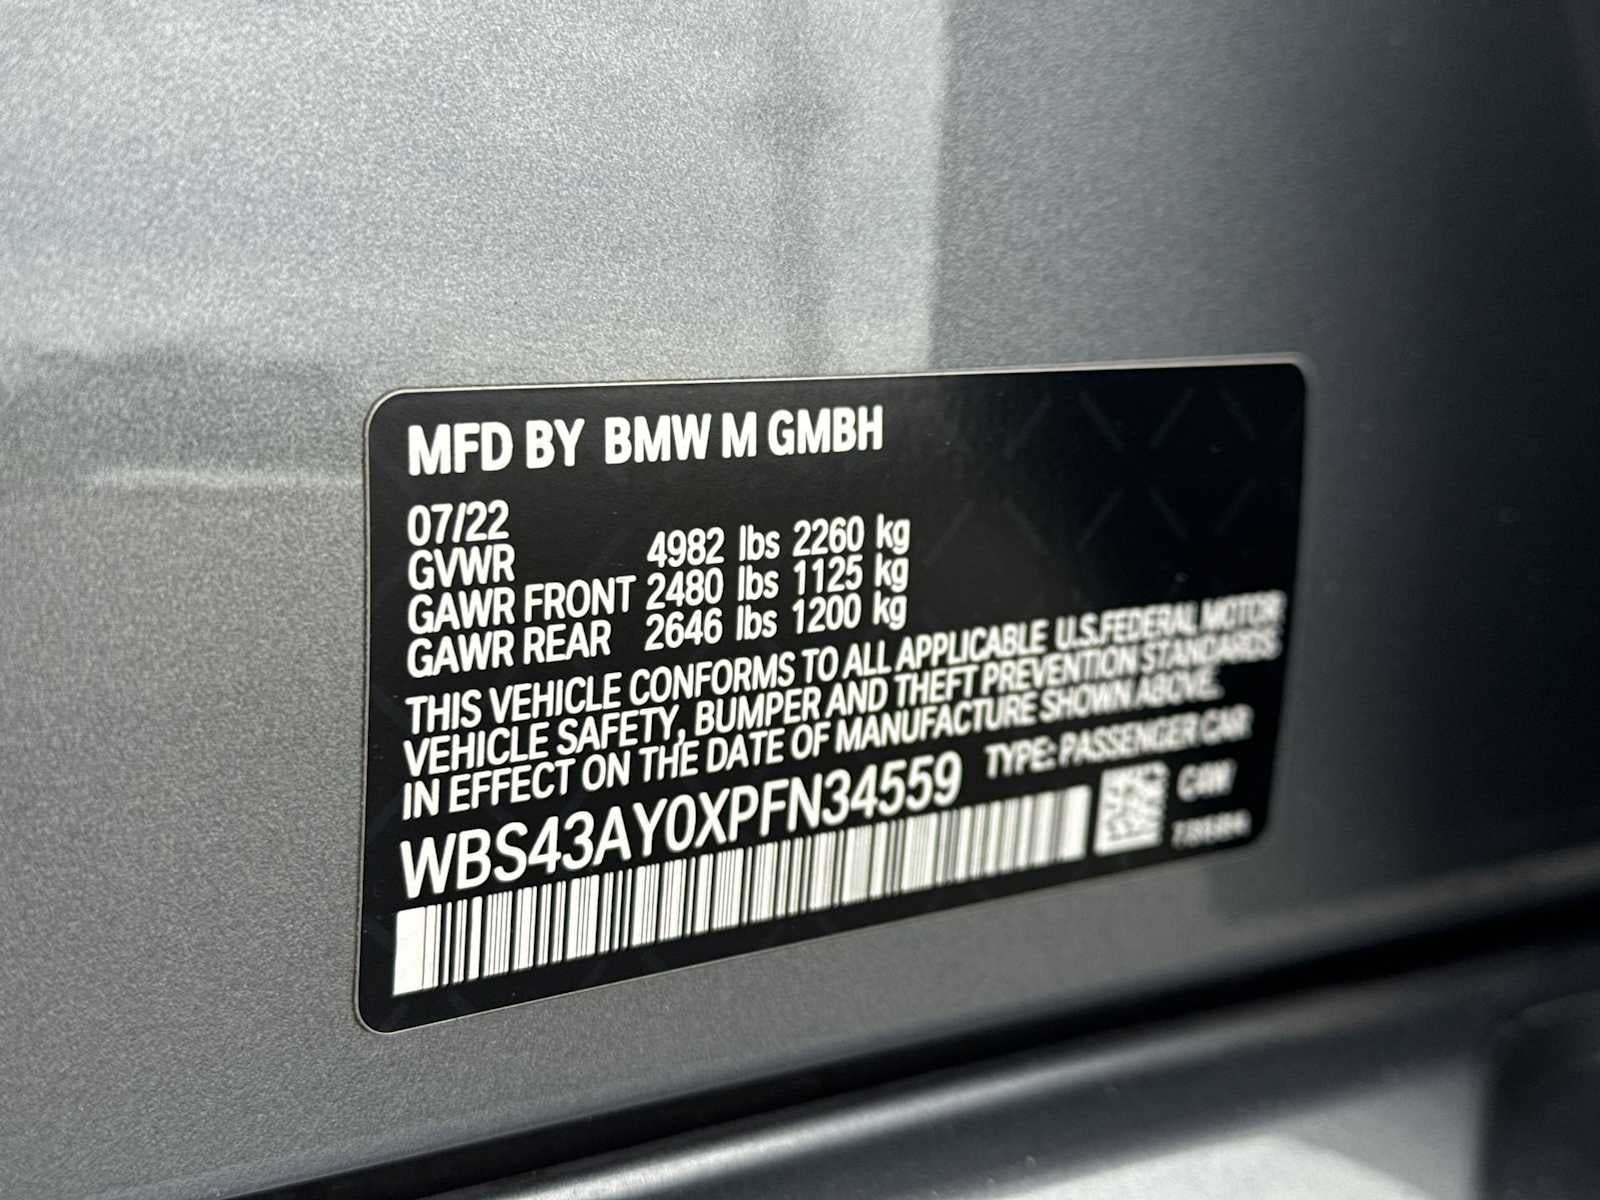 MFD BY BMW M GMBH
07/22
GVWR 4982 lbs 2260 kg
GAWR FRONT 2480 lbs 1125 kg
GAWR REAR 2646 lbs 1200 kg
THIS VEHICLE CONFORMS TO ALL APPLICABLE U.S.FEDERAL MOTOR
VEHICLE SAFETY, BUMPER AND THEFT PREVENTION STANDARDS
IN EFFECT ON THE DATE OF MANUFACTURE SHOWN ABOVE.
WBS43AY0XPFN34559 TYPE: PASSENGER CAR
C4W